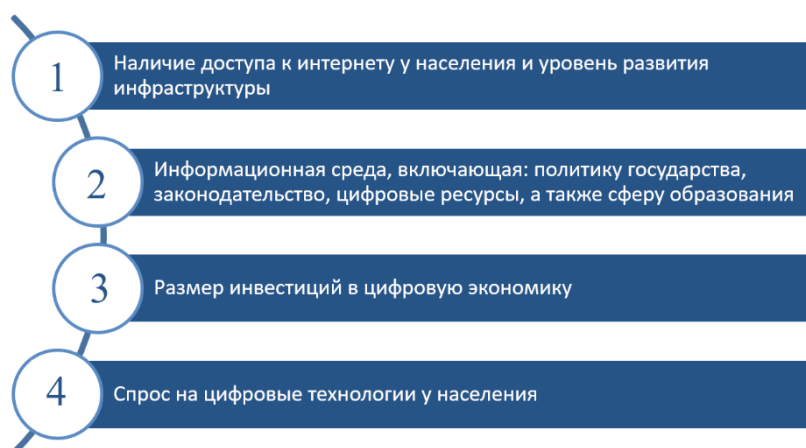 1
Наличие доступа к интернету у населения и уровень развития
инфраструктуры
2
Информационная среда, включающая: политику государства,
законодательство, цифровые ресурсы, а также сферу образования
3
Размер инвестиций в цифровую экономику
4
Спрос на цифровые технологии у населения